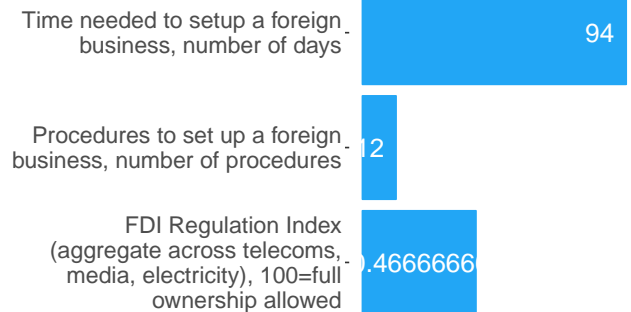 Time needed to setup a foreign
business, number of days
94
Procedures to set up a foreign
business, number of procedures
12
FDI Regulation Index
(aggregate across telecoms,
media, electricity), 100=full
ownership allowed